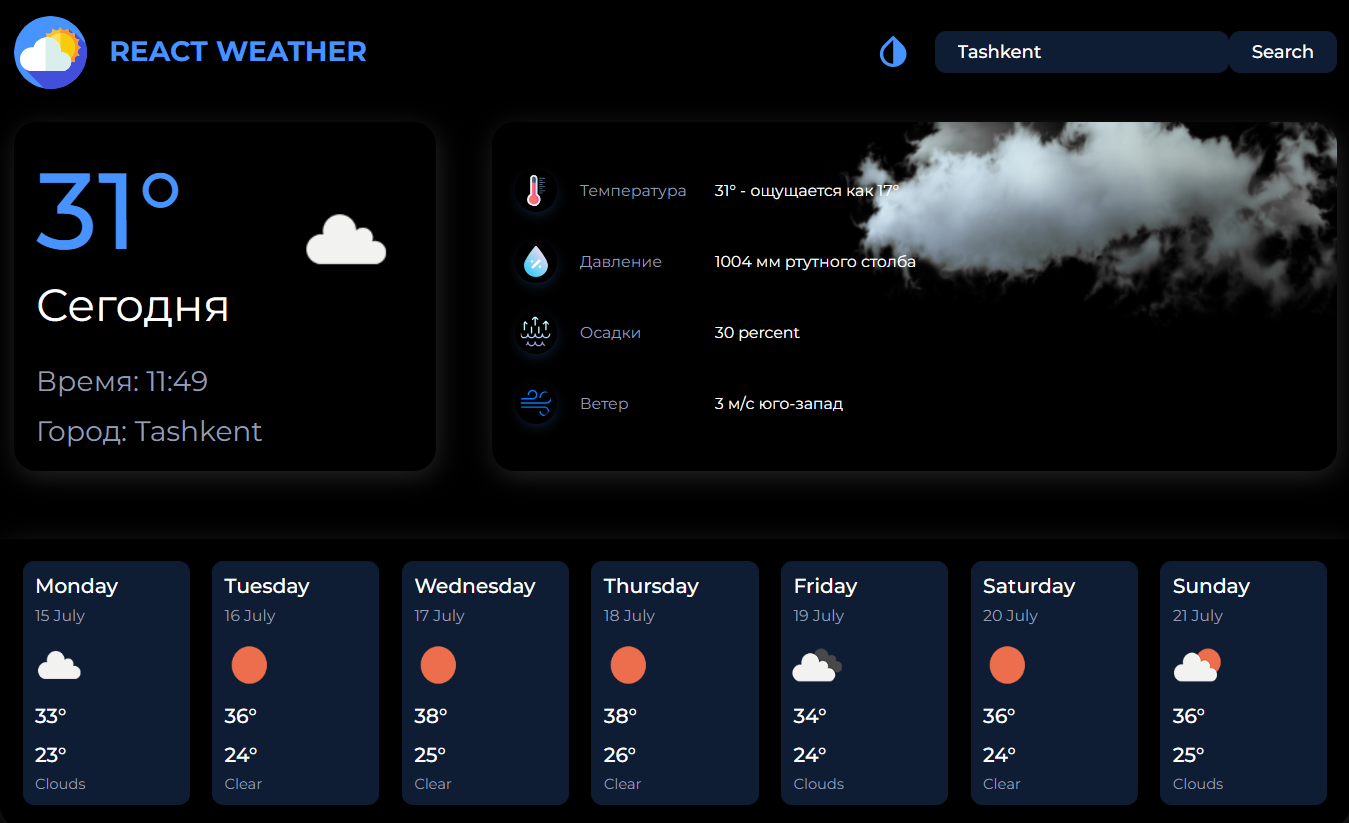 REACT WEATHER
Tashkent
Search
31°
Сегодня
Время: 11:49
Город: Tashkent
Температура 31° - ощущается как 17°
Давление 1004 мм ртутного столба
Осадки 30 percent
Ветер 3 м/с юго-запад
Monday
15 July
33°
23°
Clouds
Tuesday
16 July
36°
24°
Clear
Wednesday
17 July
38°
25°
Clear
Thursday
18 July
38°
26°
Clear
Friday
19 July
34°
24°
Clouds
Saturday
20 July
36°
24°
Clear
Sunday
21 July
36°
25°
Clouds